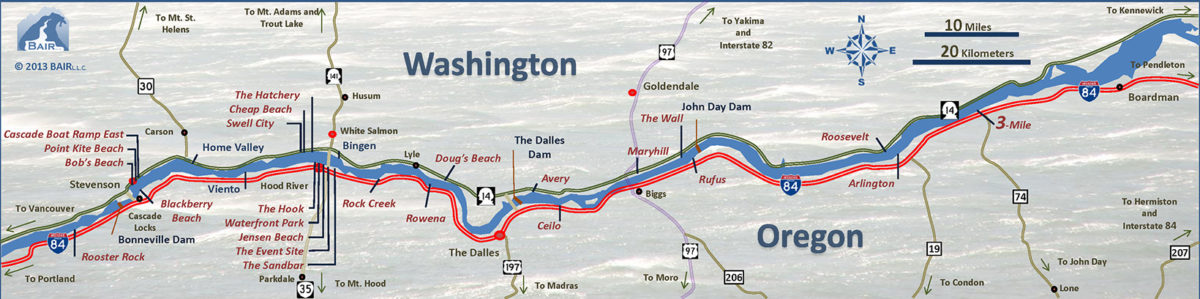 BAIR
© 2013 BAIR L.L.C.
To Mt. St.
Helens
To Mt. Adams and
Trout Lake
Washington
To Yakima
and
Interstate 82
N
W
E
S
10 Miles
20 Kilometers
To Kennewick
To Pendleton
97
141
30
Husum
Goldendale
84
Boardman
The Hatchery
Cheap Beach
Swell City
John Day Dam
The Wall
14
3-Mile
Carson
White Salmon
Bingen
Cascade Boat Ramp East
Point Kite Beach
Bob's Beach
Home Valley
Lyle
Doug's Beach
The Dalles
Dam
Maryhill
Roosevelt
Stevenson
Viento
Hood River
Avery
Rufus
84
Arlington
14
Blackberry
Beach
Rock Creek
Rowena
Biggs
74
To Vancouver
Cascade
Locks
The Hook
Waterfront Park
Jensen Beach
The Event Site
The Sandbar
Celio
To Hermiston
and
Interstate 84
84
Bonneville Dam
Oregon
The Dalles
97
19
207
Rooster Rock
197
206
To John Day
To Portland
Parkdale
35
To Mt. Hood
To Madras
To Moro
To Condon
Lone